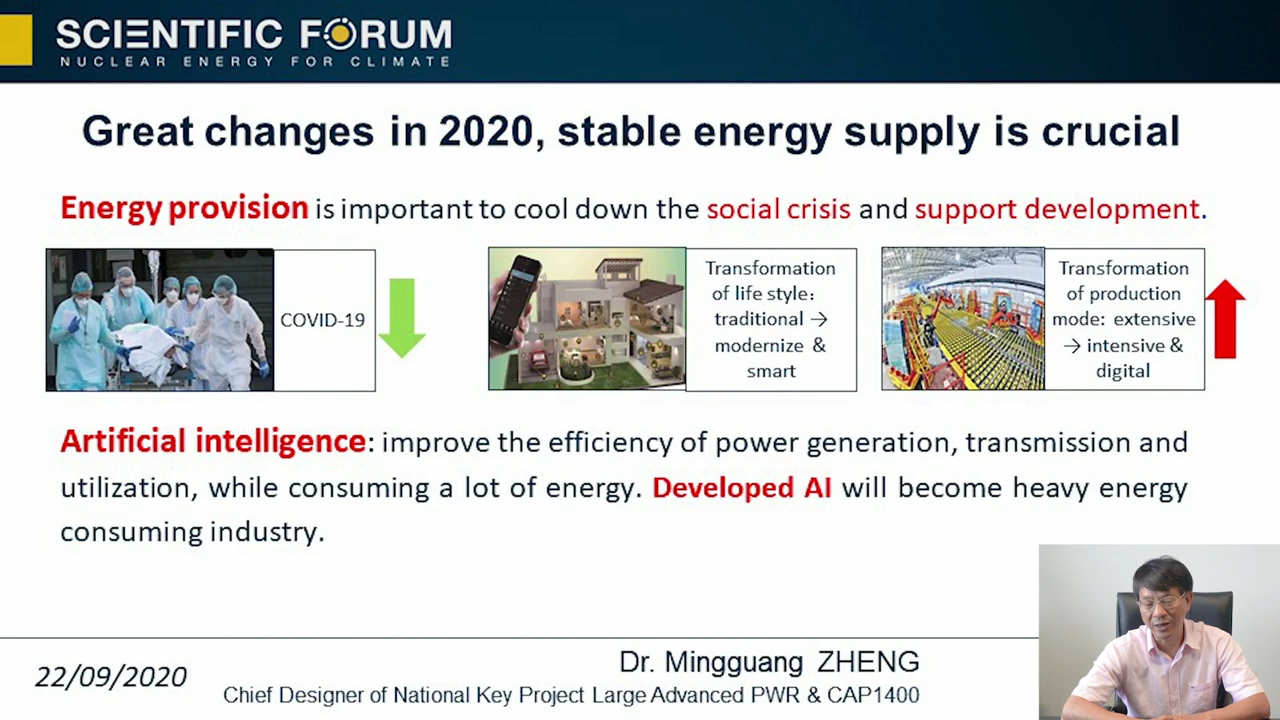 SCIENTIFIC FORUM
NUCLEAR ENERGY FOR CLIMATE
Great changes in 2020, stable energy supply is crucial
Energy provision is important to cool down the social crisis and support development.
COVID-19
Transformation
of life style:
traditional →
modernize &
smart
Transformation
of production
mode: extensive
→ intensive &
digital
Artificial intelligence: improve the efficiency of power generation, transmission and
utilization, while consuming a lot of energy. Developed AI will become heavy energy
consuming industry.
22/09/2020
Dr. Mingguang ZHENG
Chief Designer of National Key Project Large Advanced PWR & CAP1400